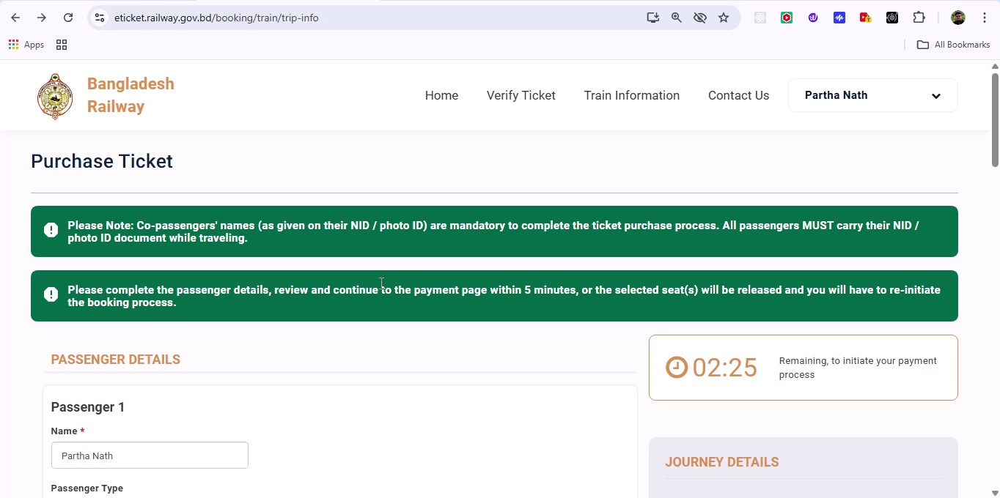 eticket.railway.gov.bd/booking/train/trip-info
Apps
All Bookmarks
Bangladesh
Railway
Home
Verify Ticket
Train Information
Contact Us
Partha Nath
Purchase Ticket
Please Note: Co-passengers' names (as given on their NID / photo ID) are mandatory to complete the ticket purchase process. All passengers MUST carry their NID /
photo ID document while traveling.
Please complete the passenger details, review and continue to the payment page within 5 minutes, or the selected seat(s) will be released and you will have to re-initiate
the booking process.
PASSENGER DETAILS
02:25
Remaining, to initiate your payment
process
Passenger 1
Name *
Partha Nath
Passenger Type
JOURNEY DETAILS